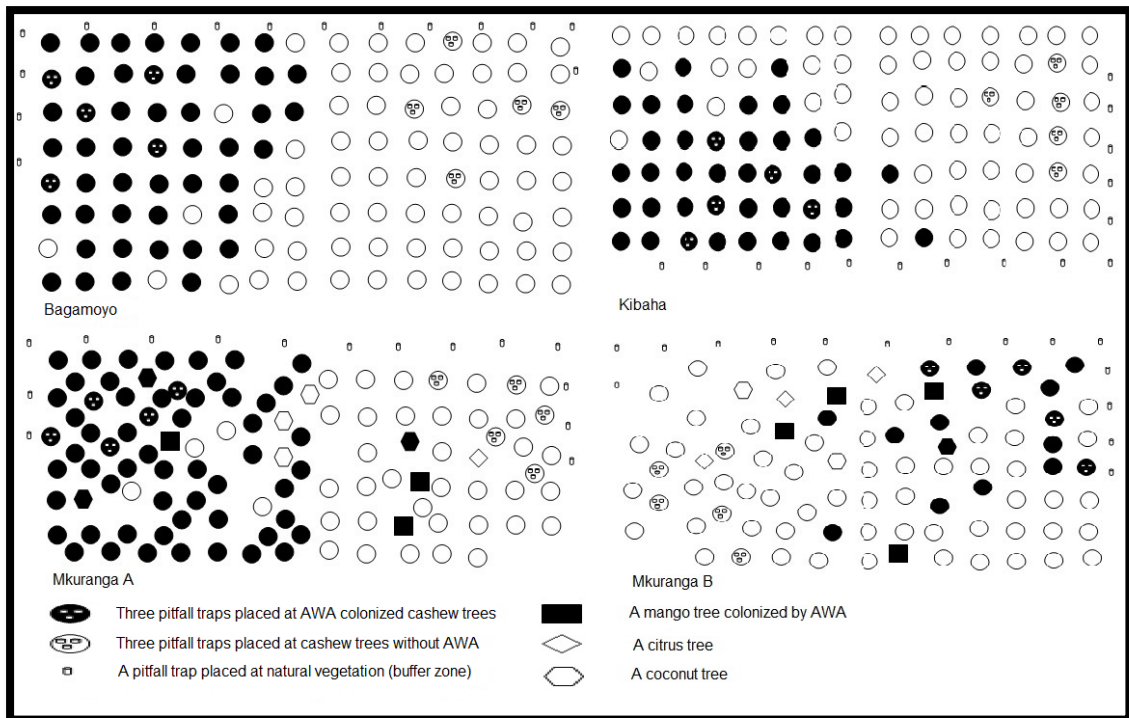 Bagamoyo
Kibaha
Mkuranga A
Mkuranga B
Three pitfall traps placed at AWA colonized cashew trees
A mango tree colonized by AWA
Three pitfall traps placed at cashew trees without AWA
A citrus tree
A pitfall trap placed at natural vegetation (buffer zone)
A coconut tree